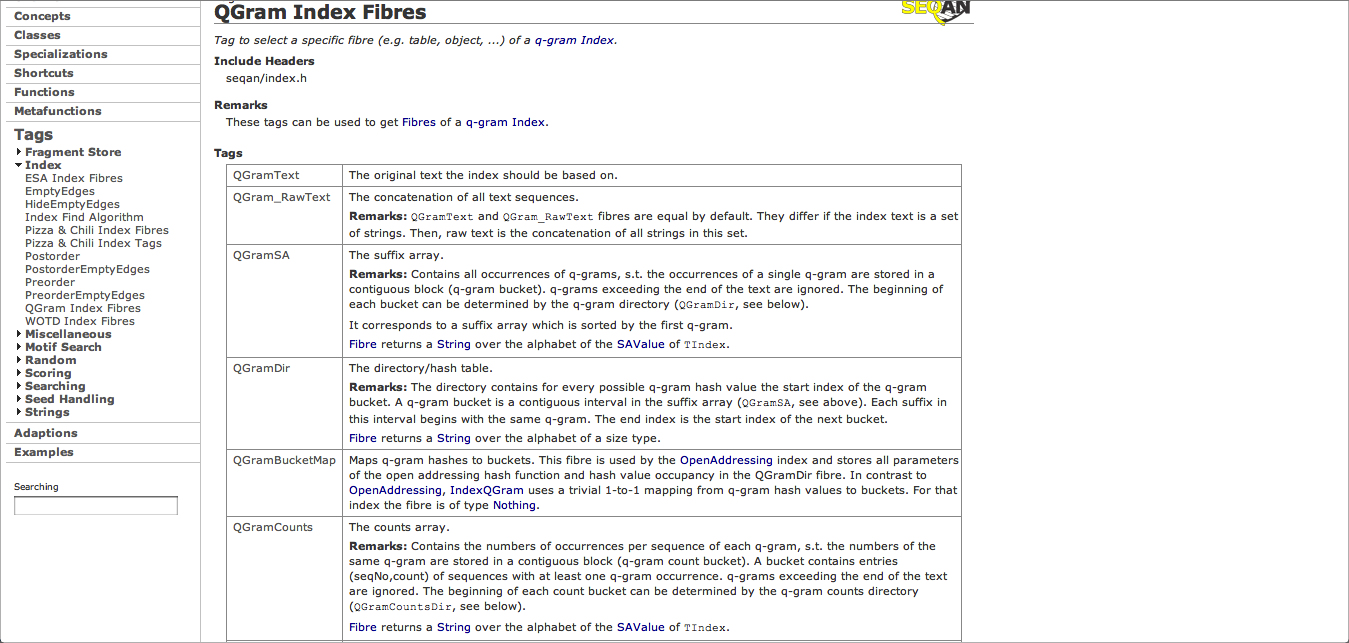 Concepts
Classes
Specializations
Shortcuts
Functions
Metafunctions
Tags
Fragment Store
Index
ESA Index Fibres
EmptyEdges
HideEmptyEdges
Index Find Algorithm
Pizza & Chili Index Fibres
Pizza & Chili Index Tags
Postorder
PostorderEmptyEdges
Preorder
PreorderEmptyEdges
QGram Index Fibres
WOTD Index Fibres
Miscellaneous
Motif Search
Random
Scoring
Searching
Seed Handling
Strings
Adaptions
Examples
Searching
QGram Index Fibres
SEQAN
Tag to select a specific fibre (e.g. table, object, ...) of a q-gram Index.
Include Headers
seqan/index.h
Remarks
These tags can be used to get Fibres of a q-gram Index.
Tags
QGramText
The original text the index should be based on.
QGram_RawText
The concatenation of all text sequences.
Remarks: QGramText and QGram_RawText fibres are equal by default. They differ if the index text is a set
of strings. Then, raw text is the concatenation of all strings in this set.
QGramSA
The suffix array.
Remarks: Contains all occurrences of q-grams, s.t. the occurrences of a single q-gram are stored in a
contiguous block (q-gram bucket). q-grams exceeding the end of the text are ignored. The beginning of
each bucket can be determined by the q-gram directory (QGramDir, see below).
It corresponds to a suffix array which is sorted by the first q-gram.
Fibre returns a String over the alphabet of the SAValue of TIndex.
QGramDir
The directory/hash table.
Remarks: The directory contains for every possible q-gram hash value the start index of the q-gram
bucket. A q-gram bucket is a contiguous interval in the suffix array (QGramSA, see above). Each suffix in
this interval begins with the same q-gram. The end index is the start index of the next bucket.
Fibre returns a String over the alphabet of a size type.
QGramBucketMap
Maps q-gram hashes to buckets. This fibre is used by the OpenAddressing index and stores all parameters
of the open addressing hash function and hash value occupancy in the QGramDir fibre. In contrast to
OpenAddressing, IndexQGram uses a trivial 1-to-1 mapping from q-gram hash values to buckets. For that
index the fibre is of type Nothing.
QGramCounts
The counts array.
Remarks: Contains the numbers of occurrences per sequence of each q-gram, s.t. the numbers of the
same q-gram are stored in a contiguous block (q-gram count bucket). A bucket contains entries
(seqNo,count) of sequences with at least one q-gram occurrence. q-grams exceeding the end of the text
are ignored. The beginning of each count bucket can be determined by the q-gram counts directory
(QGramCountsDir, see below).
Fibre returns a String over the alphabet of the SAValue of TIndex.